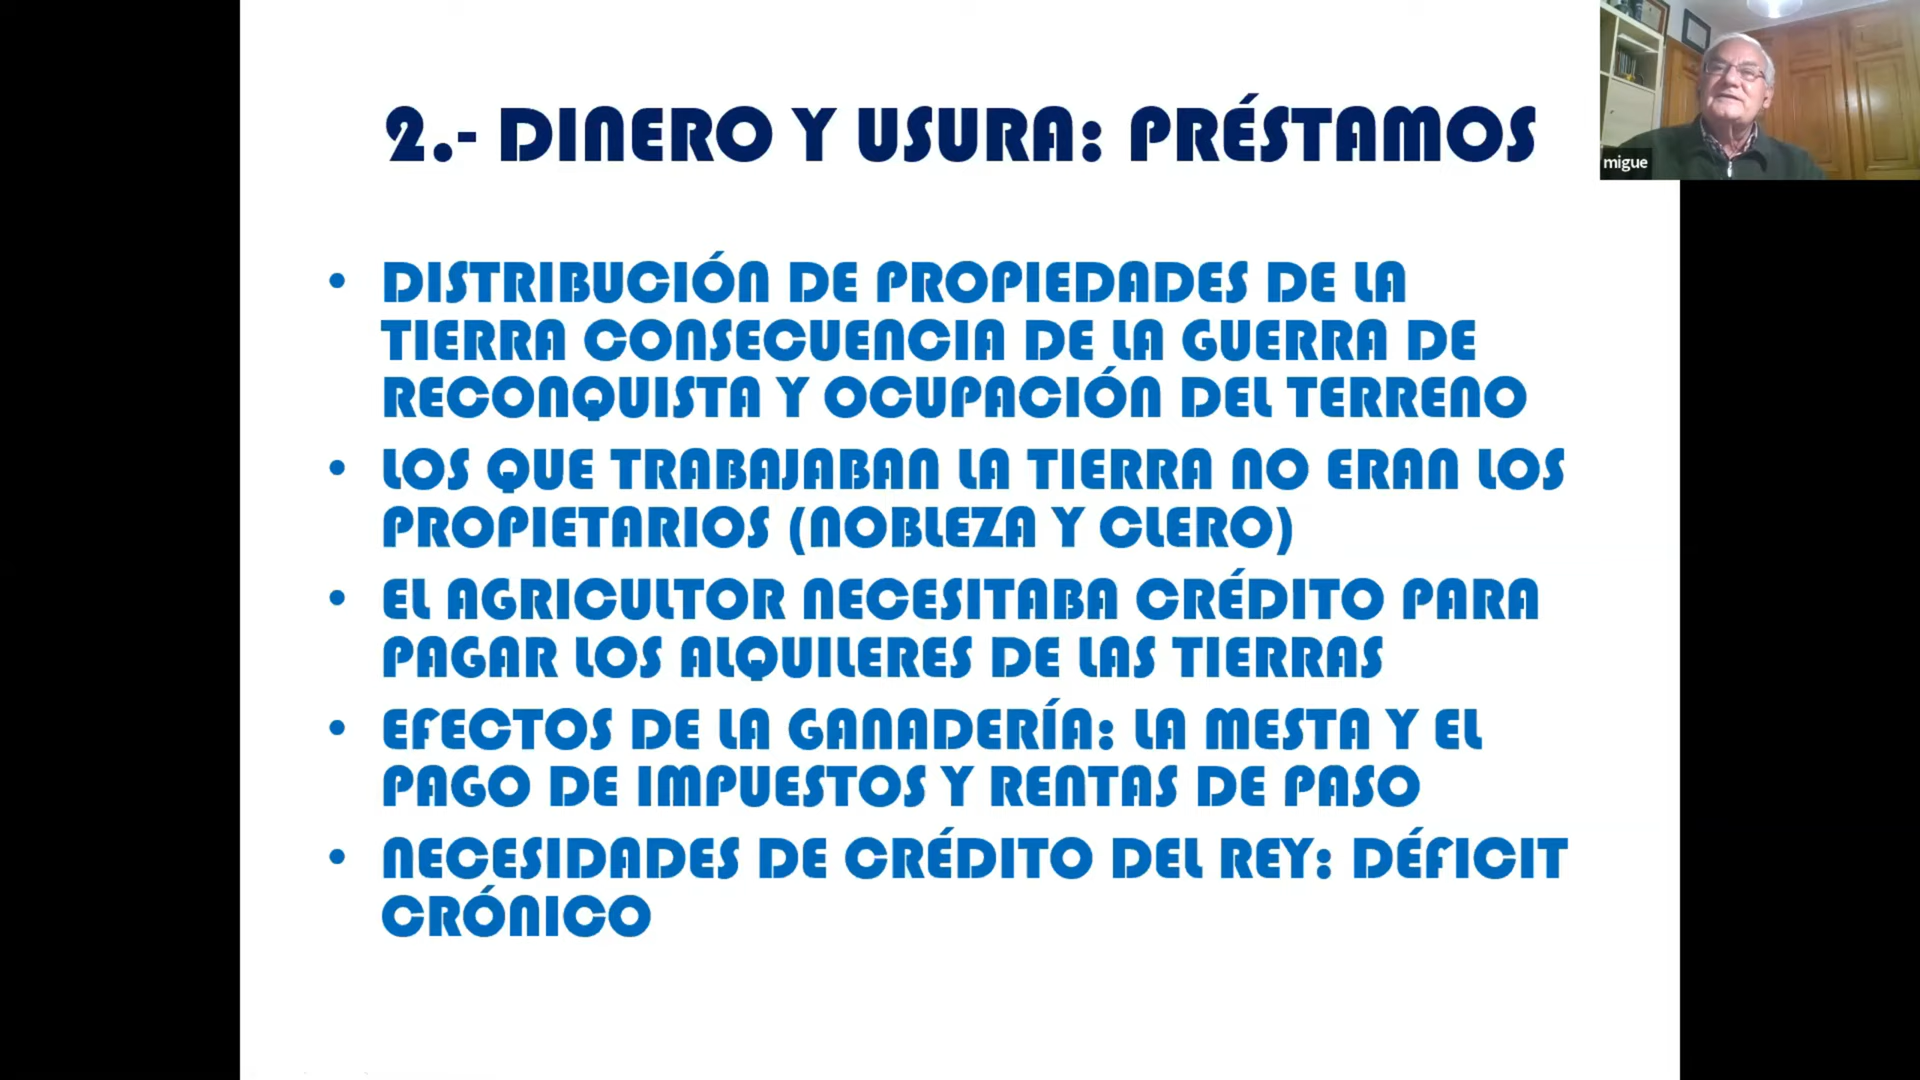 2.- DINERO Y USURA: PRÉSTAMOS
migue
• DISTRIBUCIÓN DE PROPIEDADES DE LA
TIERRA CONSECUENCIA DE LA GUERRA DE
RECONQUISTA Y OCUPACIÓN DEL TERRENO
• LOS QUE TRABAJABAN LA TIERRA NO ERAN LOS
PROPIETARIOS (NOBLEZA Y CLERO)
• EL AGRICULTOR NECESITABA CRÉDITO PARA
PAGAR LOS ALQUILERES DE LAS TIERRAS
• EFECTOS DE LA GANADERÍA: LA MESTA Y EL
PAGO DE IMPUESTOS Y RENTAS DE PASO
• NECESIDADES DE CRÉDITO DEL REY: DÉFICIT
CRÓNICO